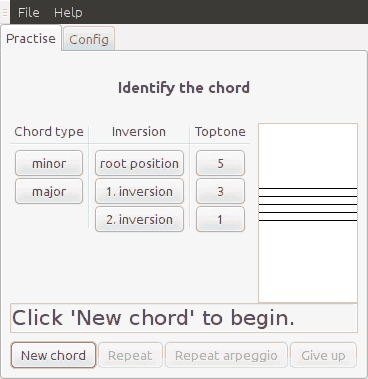 File Help
Practise Config
Identify the chord
Chord type Inversion Toptone
minor root position 5
major 1. inversion 3
2. inversion 1
Click 'New chord' to begin.
New chord Repeat Repeat arpeggio Give up